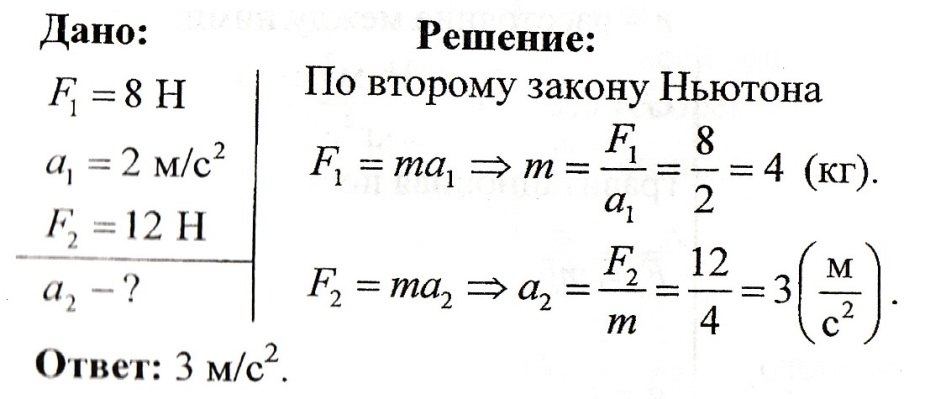 Дано:
F₁ = 8 Н
a₁ = 2 м/с²
F₂ = 12 Н
a₂ – ?
Решение:
По второму закону Ньютона
F₁ = ma₁ ⇒ m = F₁/a₁ = 8/2 = 4 (кг).
F₂ = ma₂ ⇒ a₂ = F₂/m = 12/4 = 3 (м/с²).
Ответ: 3 м/с².